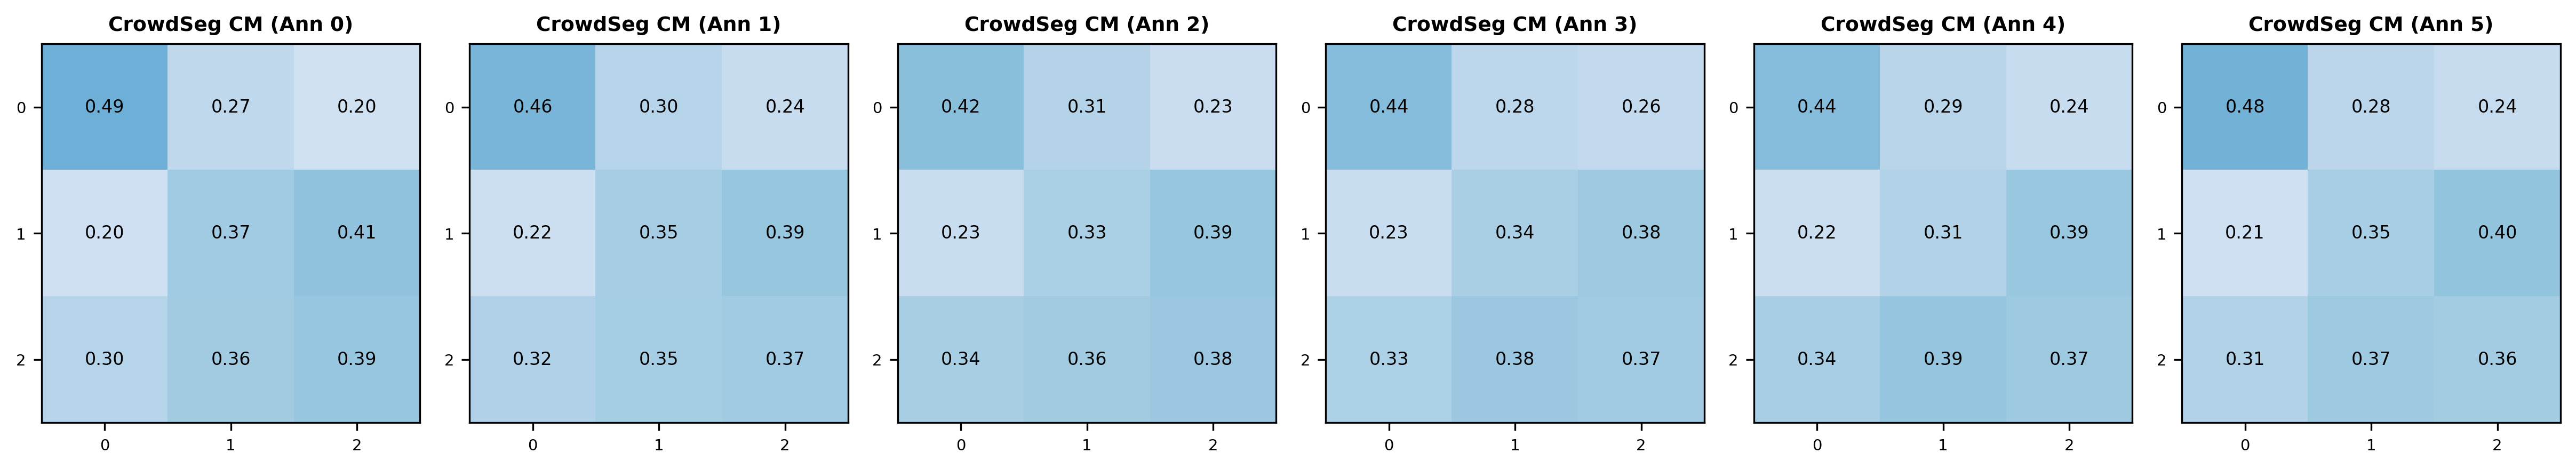 CrowdSeg CM (Ann 0)
0 0.49 0.27 0.20
1 0.20 0.37 0.41
2 0.30 0.36 0.39
0 1 2
CrowdSeg CM (Ann 1)
0 0.46 0.30 0.24
1 0.22 0.35 0.39
2 0.32 0.35 0.37
0 1 2
CrowdSeg CM (Ann 2)
0 0.42 0.31 0.23
1 0.23 0.33 0.39
2 0.34 0.36 0.38
0 1 2
CrowdSeg CM (Ann 3)
0 0.44 0.28 0.26
1 0.23 0.34 0.38
2 0.33 0.38 0.37
0 1 2
CrowdSeg CM (Ann 4)
0 0.44 0.29 0.24
1 0.22 0.31 0.39
2 0.34 0.39 0.37
0 1 2
CrowdSeg CM (Ann 5)
0 0.48 0.28 0.24
1 0.21 0.35 0.40
2 0.31 0.37 0.36
0 1 2